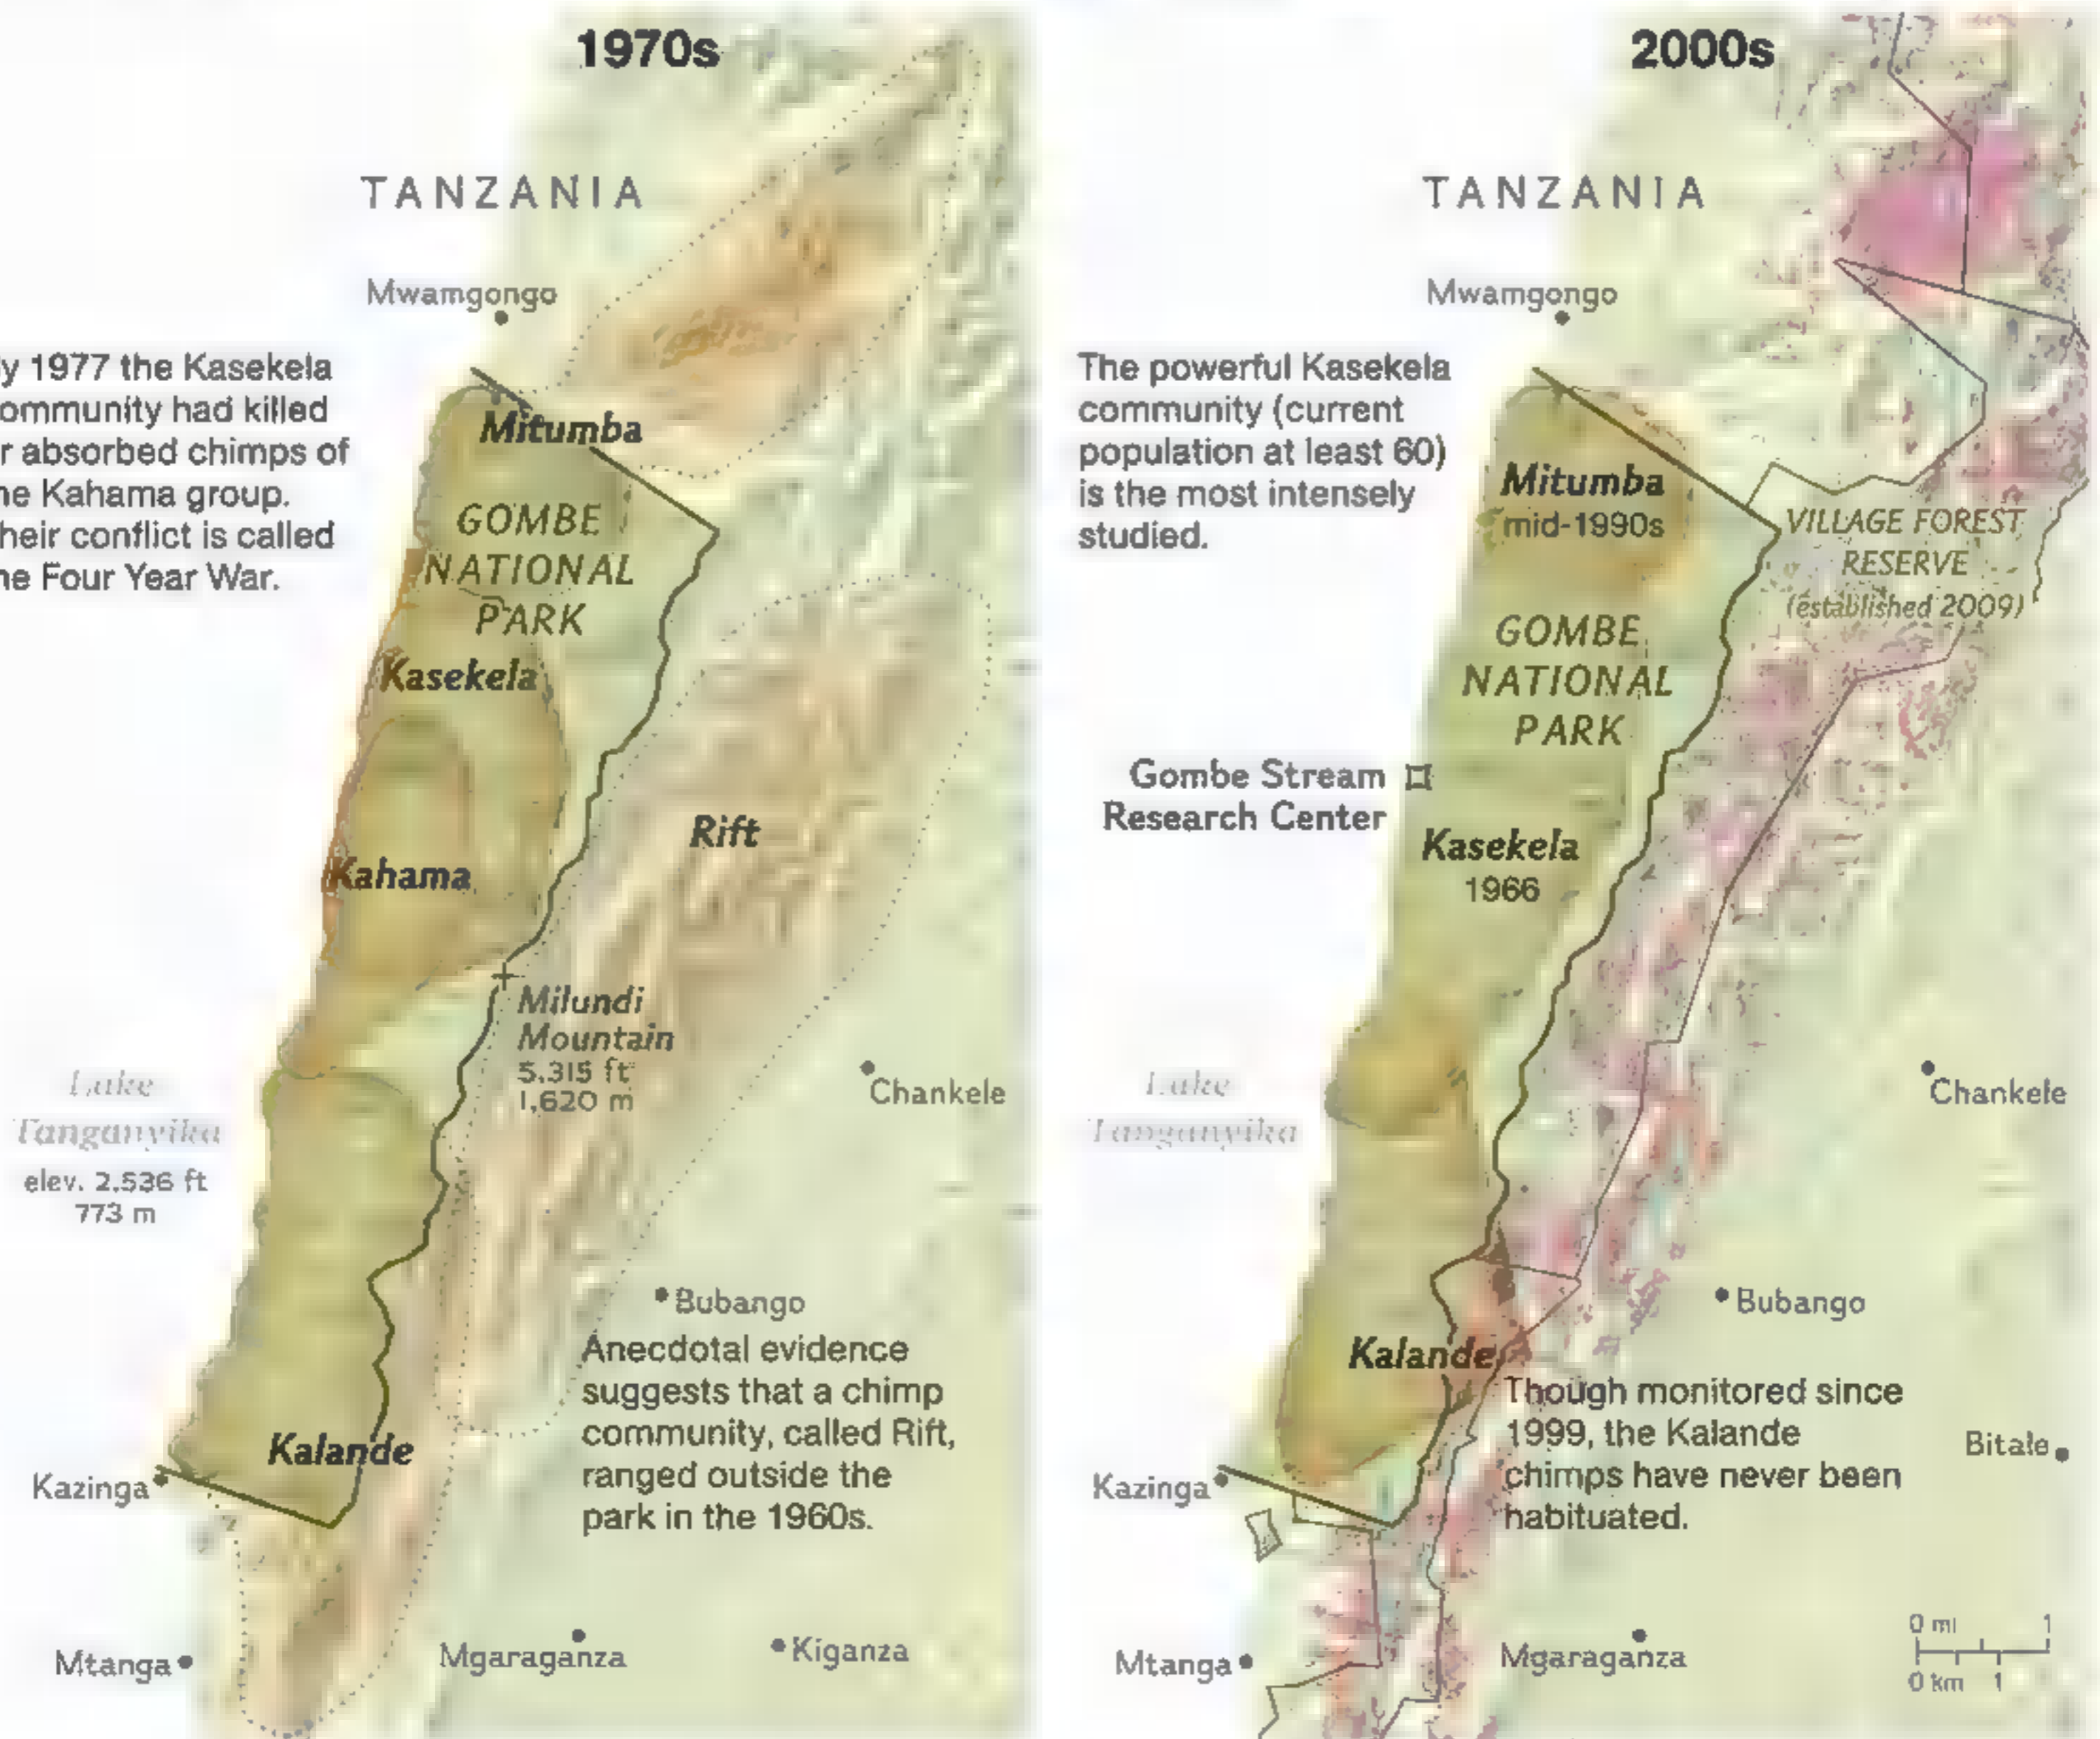 1970s
TANZANIA
Mwamgongo
y 1977 the Kasekela
ommunity had killed
r absorbed chimps of
he Kahama group.
heir conflict is called
he Four Year War.
Mitumba
GOMBE
NATIONAL
PARK
Kasekela
Kahama
Rift
Milundi
Mountain
5,315 ft
1,620 m
Lake
Tanganyika
elev. 2,536 ft
773 m
Chankele
Bubango
Anecdotal evidence
suggests that a chimp
community, called Rift,
ranged outside the
park in the 1960s.
Kalande
Kazinga
Mtanga
Mgaraganza
Kiganza
2000s
TANZANIA
Mwamgongo
The powerful Kasekela
community (current
population at least 60)
is the most intensely
studied.
Mitumba
mid-1990s
VILLAGE FOREST
RESERVE
(established 2009)
GOMBE
NATIONAL
PARK
Gombe Stream
Research Center
Kasekela
1966
Lake
Tanganyika
Chankele
Bubango
Kalande
Though monitored since
1999, the Kalande
chimps have never been
habituated.
Bitale
Kazinga
Mtanga
Mgaraganza
0 mi 1
0 km 1